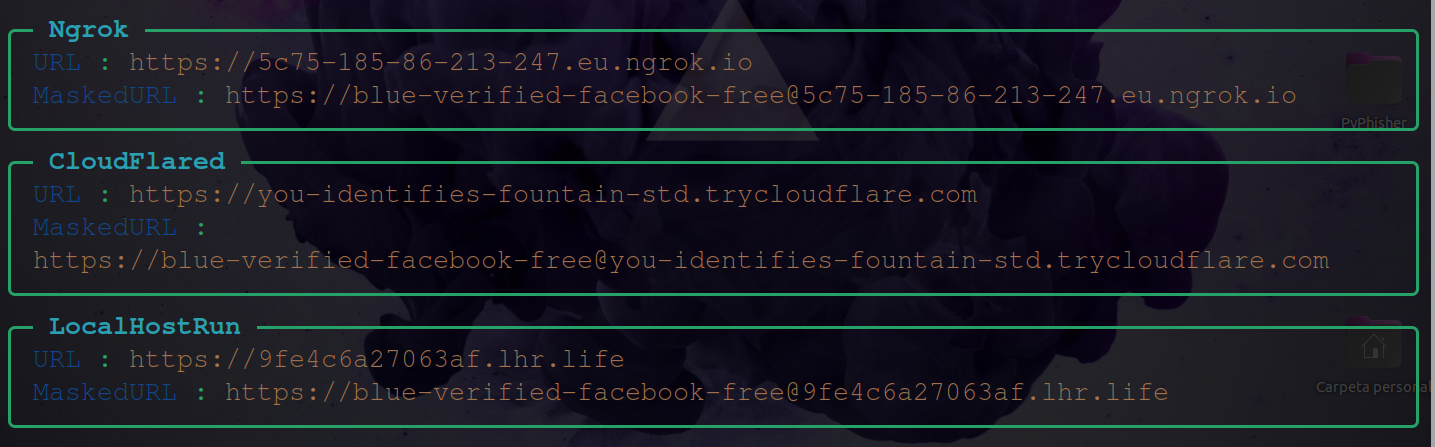 Ngrok
URL : https://5c75-185-86-213-247.eu.ngrok.io
MaskedURL : https://blue-verified-facebook-free@5c75-185-86-213-247.eu.ngrok.io
PyPhisher
CloudFlared
URL : https://you-identifies-fountain-std.trycloudflare.com
MaskedURL :
https://blue-verified-facebook-free@you-identifies-fountain-std.trycloudflare.com
LocalHostRun
URL : https://9fe4c6a27063af.lhr.life
MaskedURL : https://blue-verified-facebook-free@9fe4c6a27063af.lhr.life
Carpeta personal